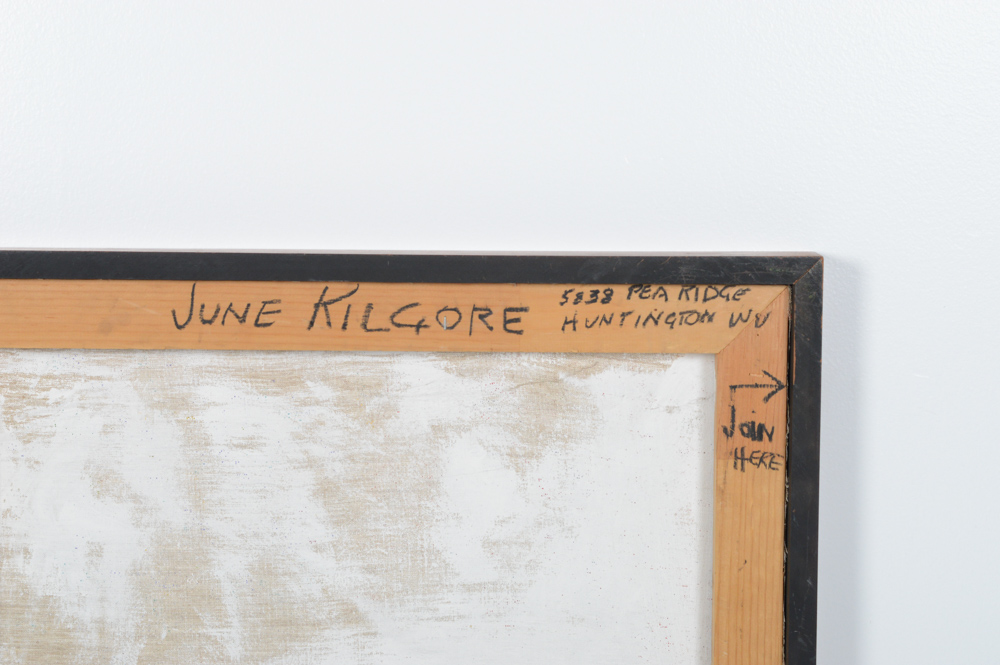 JUNE KILGORE
5838 PEA RIDGE
HUNTINGTON WV
JOIN
HERE